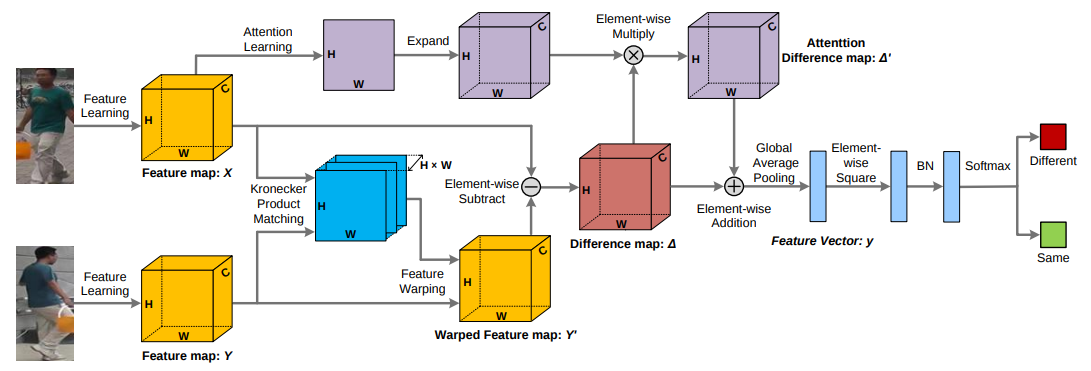 Attention
Learning
Expand
Element-wise
Multiply
Attenttion
Difference map: Δ'
H
W
H
W
C
H
W
C
Feature
Learning
H
W
C
Feature map: X
Kronecker
Product
Matching
H × W
H
W
Element-wise
Subtract
H
W
C
Difference map: Δ
Element-wise
Addition
Global
Average
Pooling
Element-
wise
Square
BN
Softmax
Different
Same
Feature Vector: y
Feature
Learning
H
W
C
Feature map: Y
Feature
Warping
H
W
C
Warped Feature map: Y'